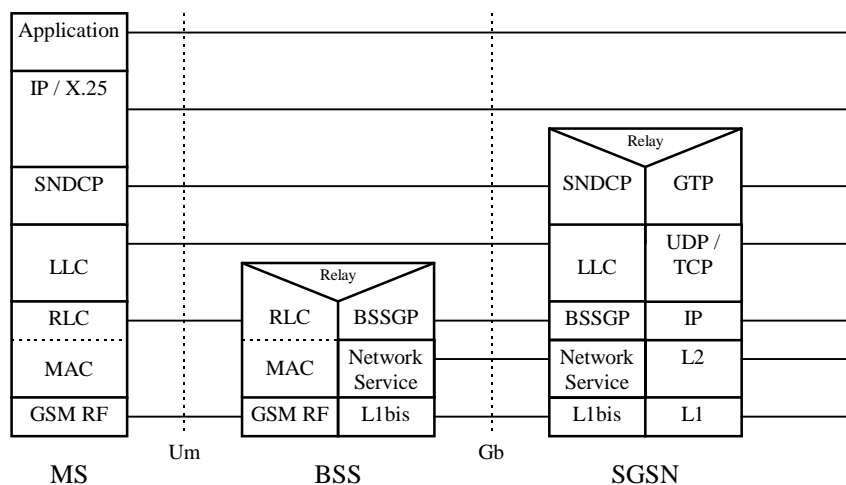 Application
IP / X.25
Relay
SNDCP
SNDCP
GTP
LLC
Relay
LLC
UDP /
TCP
RLC
RLC
BSSGP
BSSGP
IP
MAC
MAC
Network
Service
Network
Service
L2
GSM RF
GSM RF
L1bis
L1bis
L1
Um
Gb
MS
BSS
SGSN